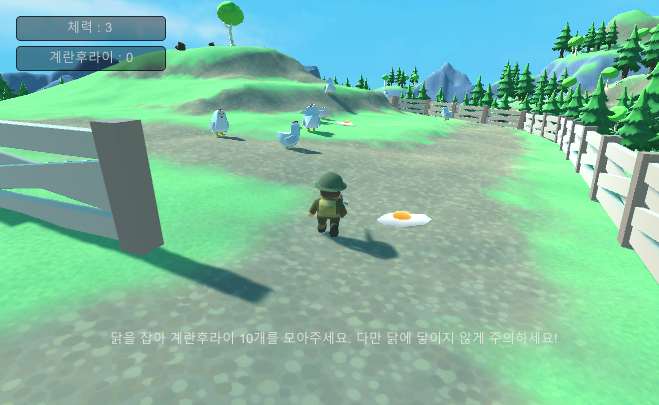 체력 : 3
계란후라이 : 0
닭을 잡아 계란후라이 10개를 모아주세요. 다만 닭에 닿이지 않게 주의하세요!